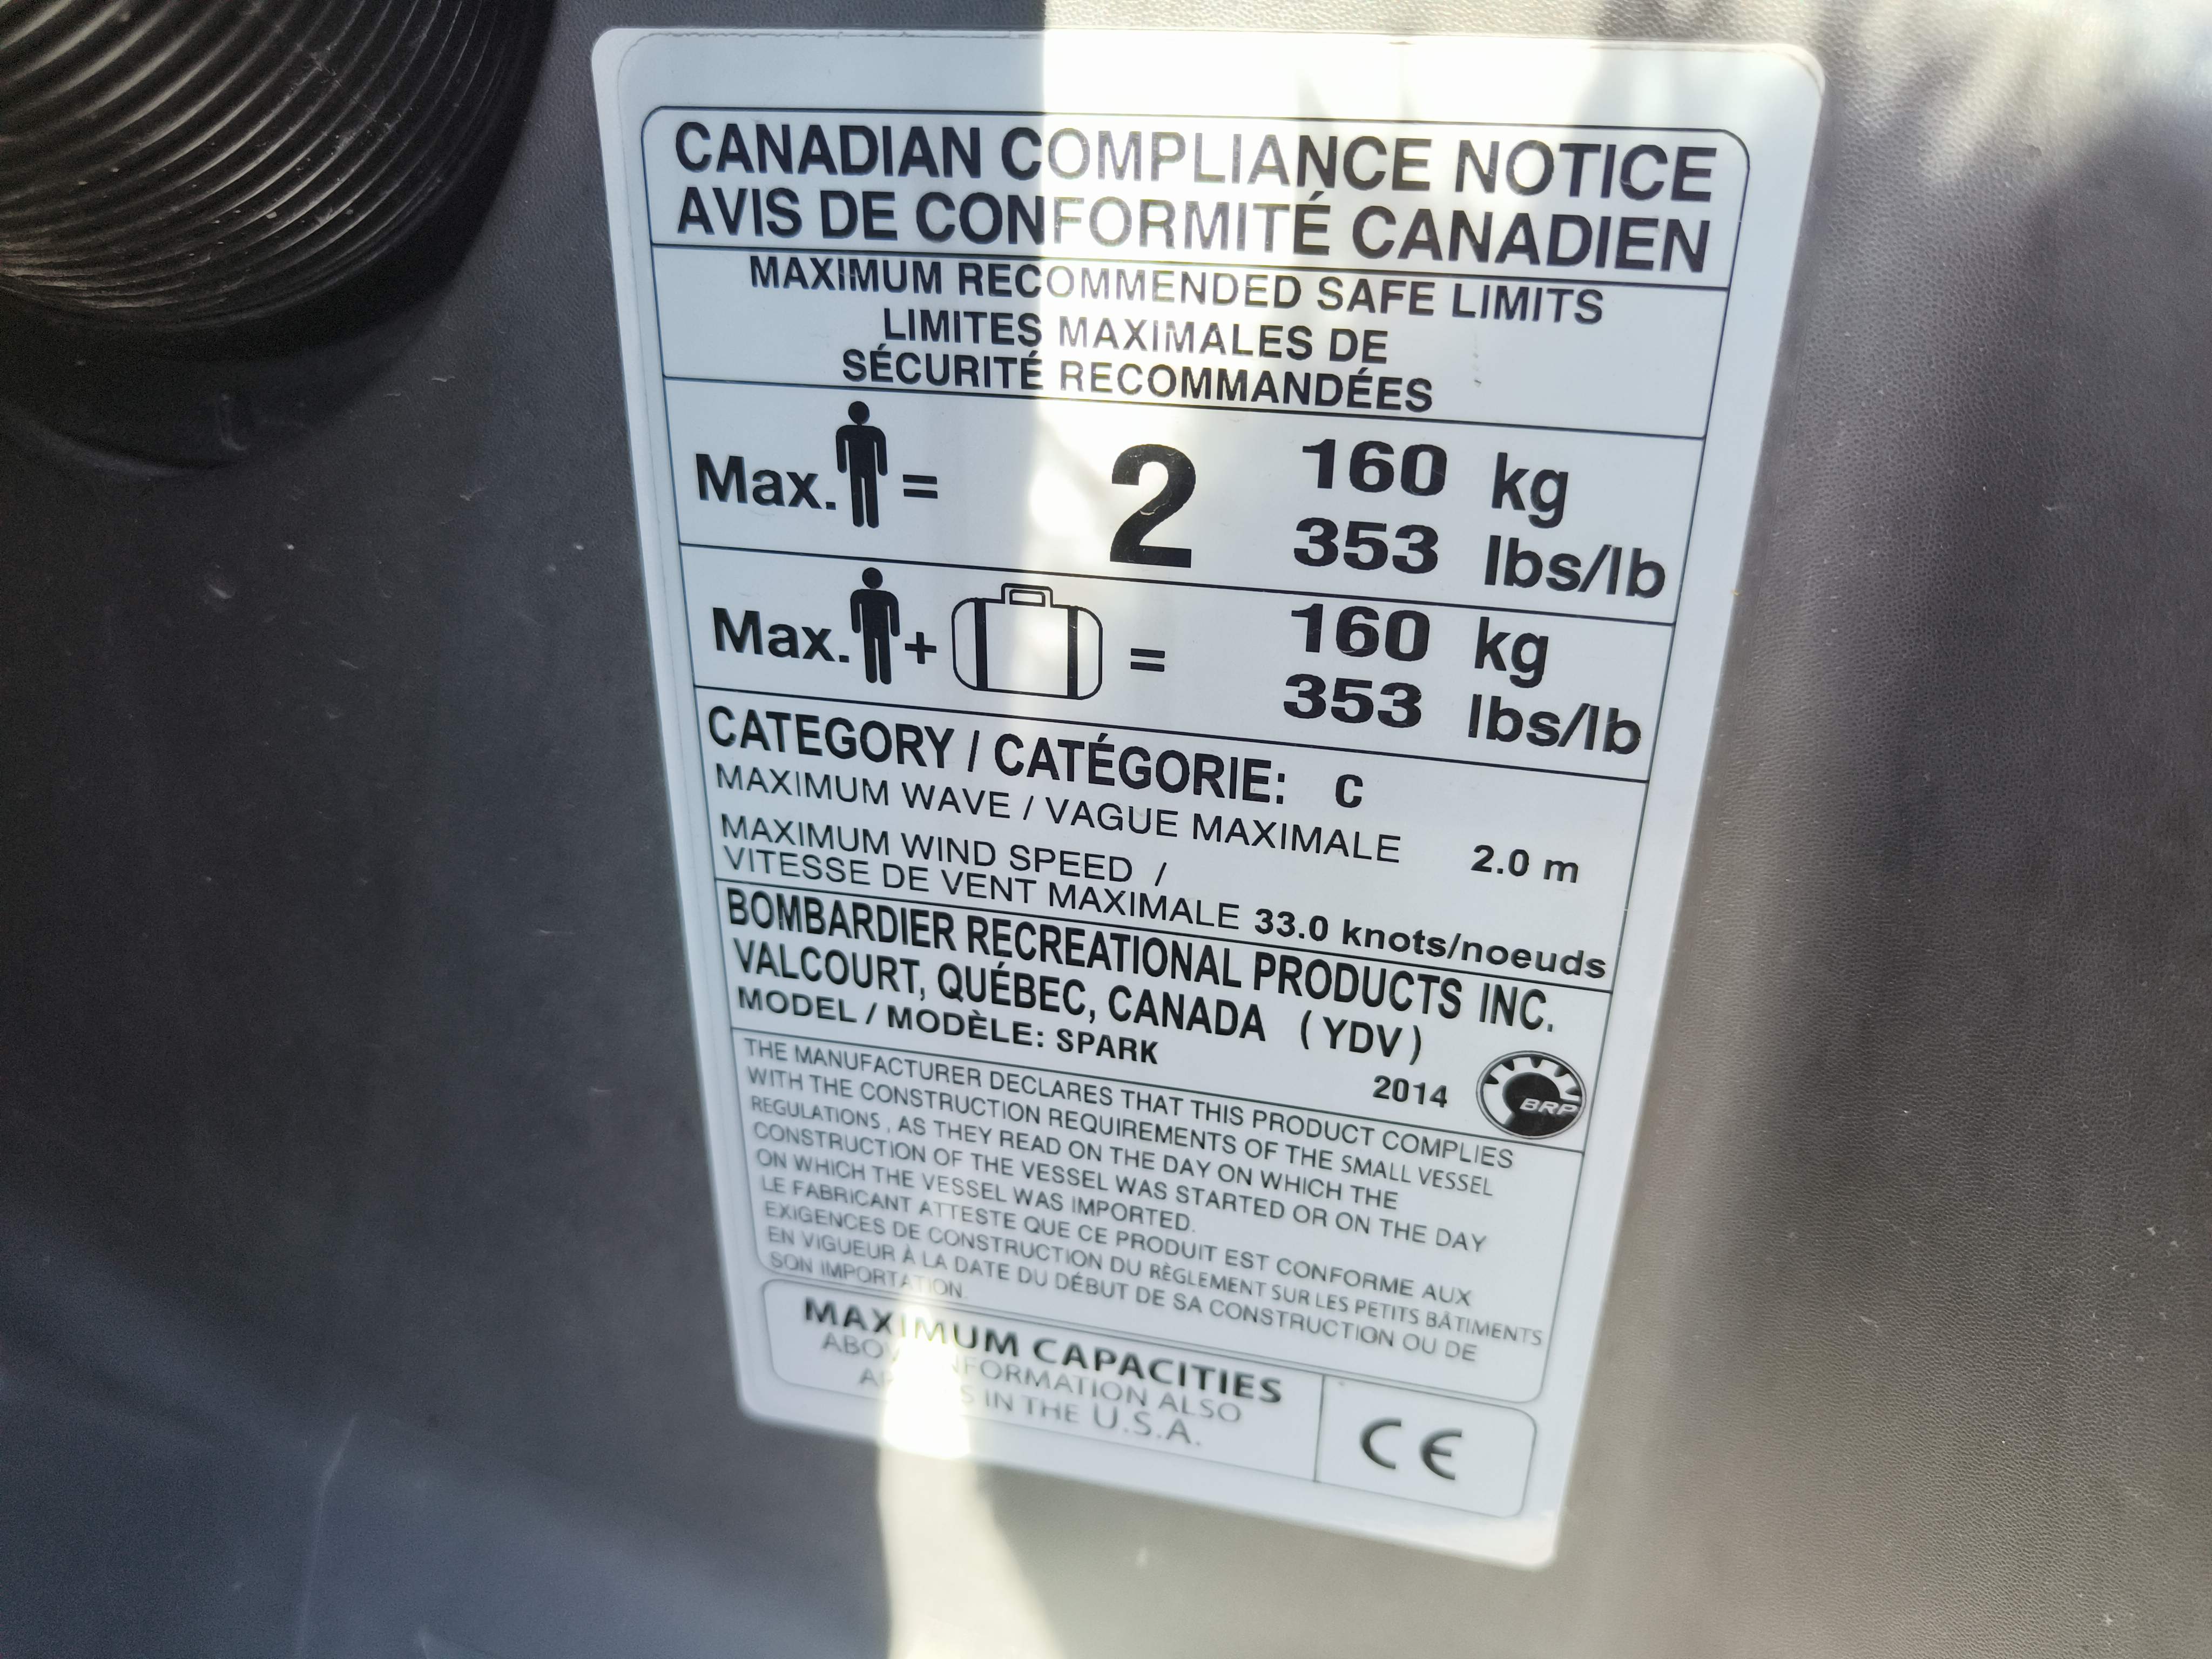 CANADIAN COMPLIANCE NOTICE
AVIS DE CONFORMITÉ CANADIEN
MAXIMUM RECOMMENDED SAFE LIMITS
LIMITES MAXIMALES DE
SÉCURITÉ RECOMMANDÉES
Max. = 2 160 kg
353 lbs/lb
Max. + = 160 kg
353 lbs/lb
CATEGORY / CATÉGORIE: C
MAXIMUM WAVE / VAGUE MAXIMALE 2.0 m
MAXIMUM WIND SPEED /
VITESSE DE VENT MAXIMALE 33.0 knots/noeuds
BOMBARDIER RECREATIONAL PRODUCTS INC.
VALCOURT, QUÉBEC, CANADA (YDV)
MODEL / MODÈLE: SPARK
2014
BRP
THE MANUFACTURER DECLARES THAT THIS PRODUCT COMPLIES
WITH THE CONSTRUCTION REQUIREMENTS OF THE SMALL VESSEL
REGULATIONS, AS THEY READ ON THE DAY ON WHICH THE
CONSTRUCTION OF THE VESSEL WAS STARTED OR ON THE DAY
ON WHICH THE VESSEL WAS IMPORTED.
LE FABRICANT ATTESTE QUE CE PRODUIT EST CONFORME AUX
EXIGENCES DE CONSTRUCTION DU RÈGLEMENT SUR LES PETITS BÂTIMENTS
EN VIGUEUR À LA DATE DU DÉBUT DE SA CONSTRUCTION OU DE
SON IMPORTATION.
MAXIMUM CAPACITIES
INFORMATION ALSO
IN THE U.S.A.
CE